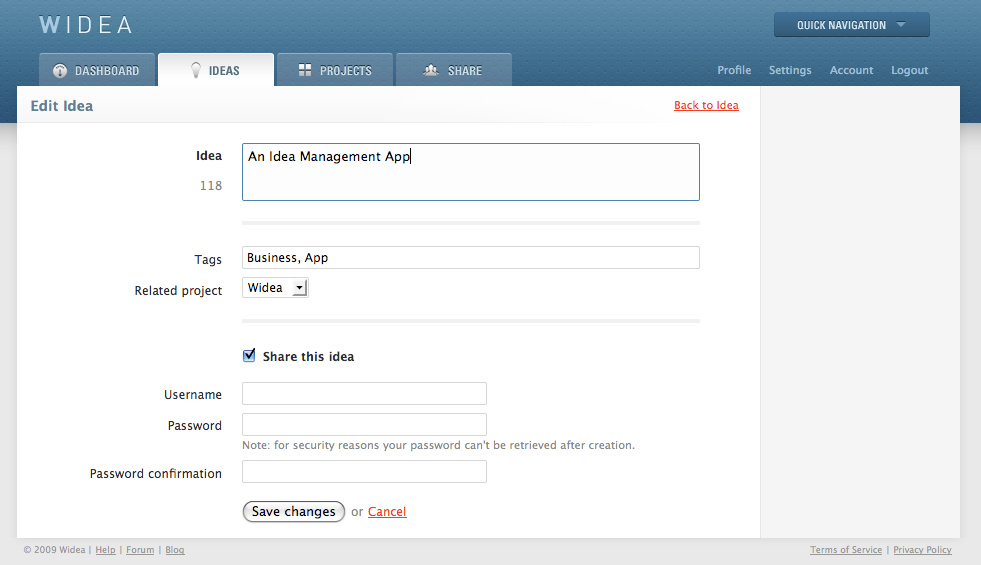 WIDEA
QUICK NAVIGATION
DASHBOARD IDEAS PROJECTS SHARE Profile Settings Account Logout
Edit Idea Back to Idea
Idea An Idea Management App
118
Tags Business, App
Related project Widea
Share this idea
Username
Password
Note: for security reasons your password can't be retrieved after creation.
Password confirmation
Save changes or Cancel
© 2009 Widea | Help | Forum | Blog Terms of Service | Privacy Policy